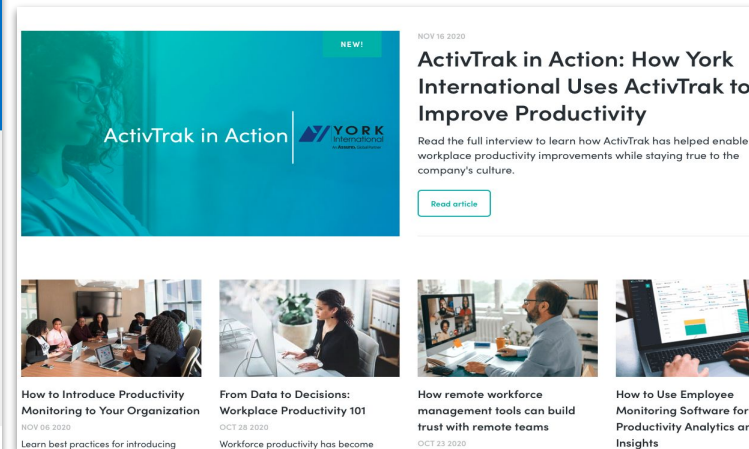 NEW!
ActivTrak in Action
YORK
International
NOV 16 2020
ActivTrak in Action: How York
International Uses ActivTrak to
Improve Productivity
Read the full interview to learn how ActivTrak has helped enable
workplace productivity improvements while staying true to the
company's culture.
Read article
How to Introduce Productivity
Monitoring to Your Organization
NOV 06 2020
Learn best practices for introducing
From Data to Decisions:
Workplace Productivity 101
OCT 28 2020
Workforce productivity has become
How remote workforce
management tools can build
trust with remote teams
OCT 23 2020
How to Use Employee
Monitoring Software for
Productivity Analytics
Insights